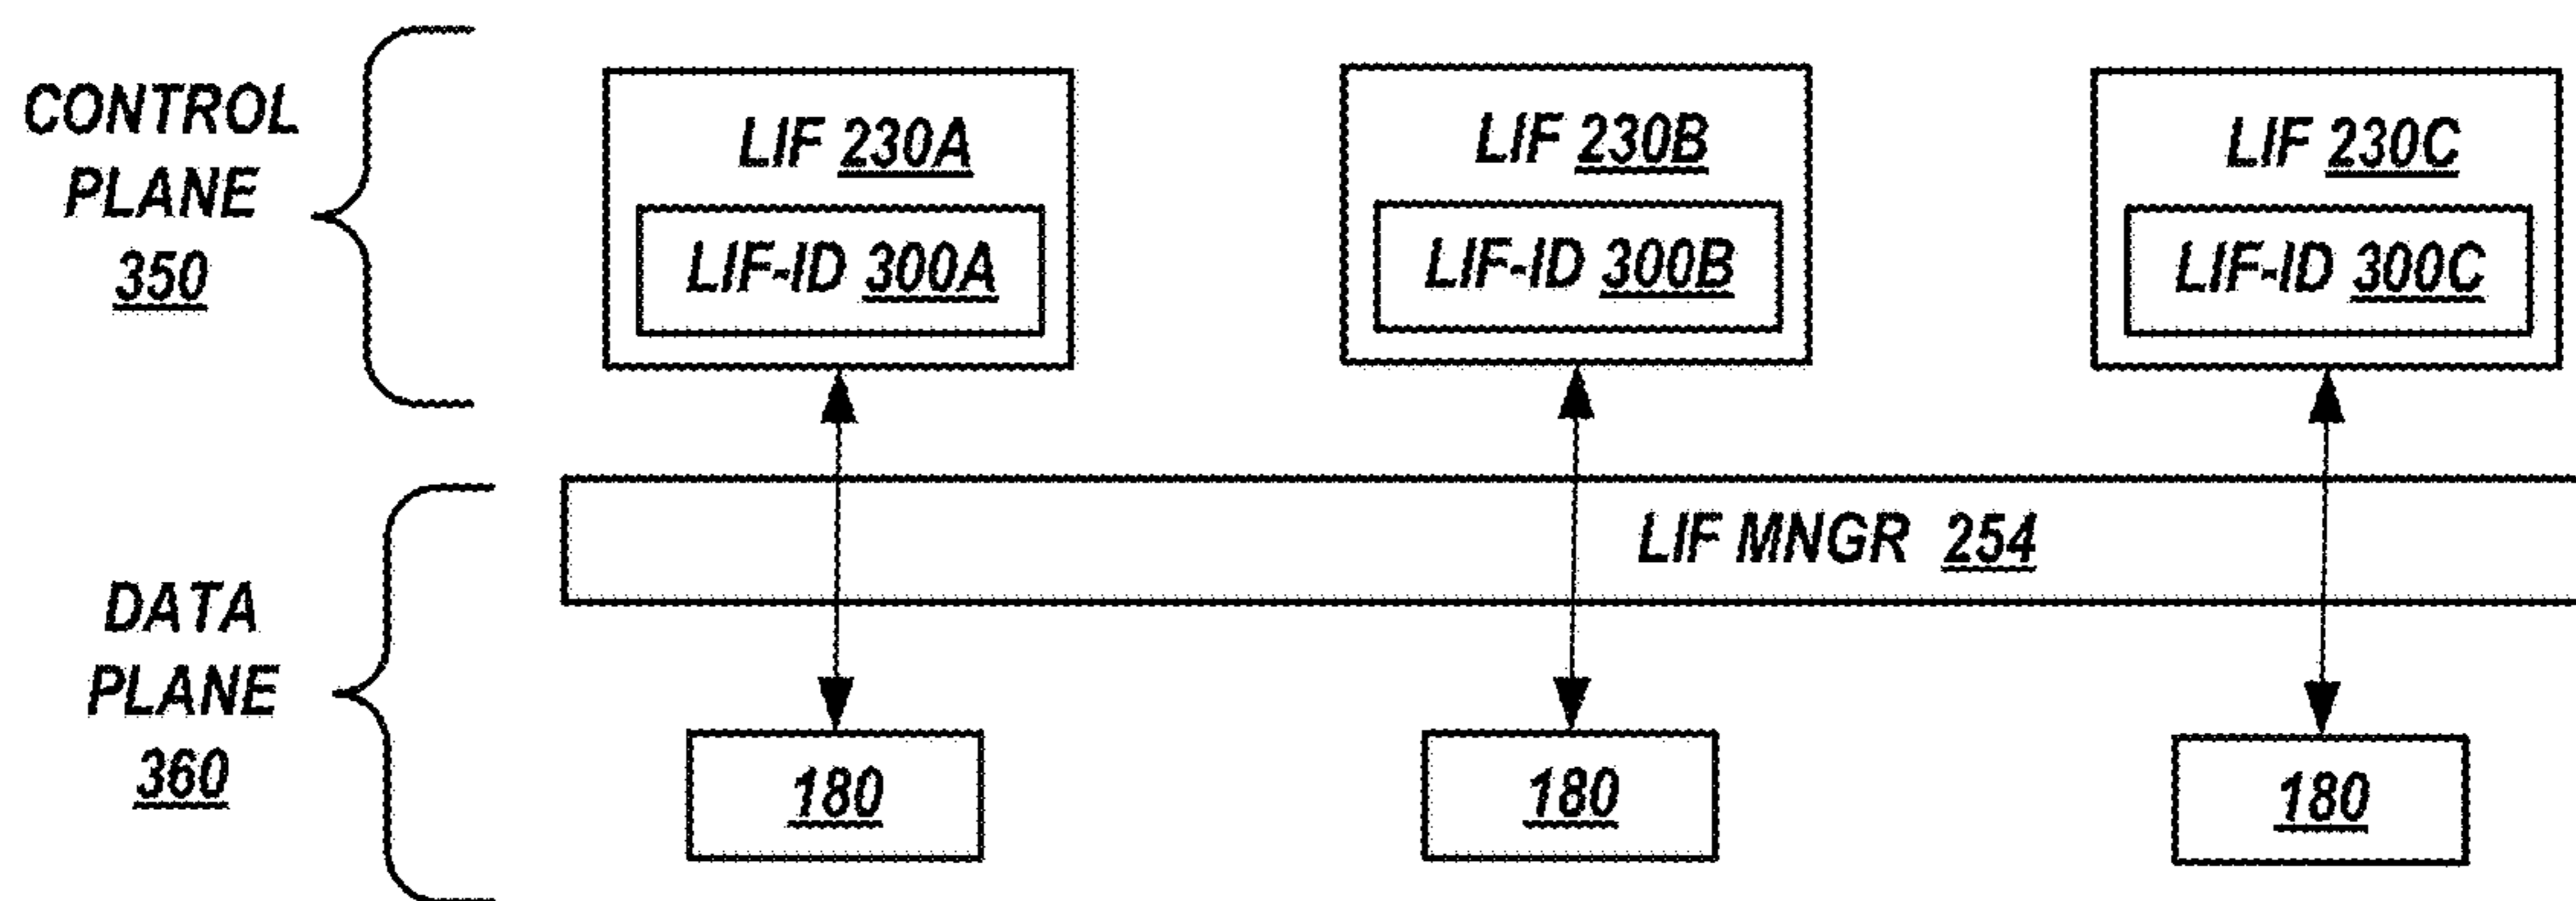 CONTROL
PLANE
350
LIF 230A
LIF-ID 300A
LIF 230B
LIF-ID 300B
LIF 230C
LIF-ID 300C
LIF MNGR 254
DATA
PLANE
360
180
180
180